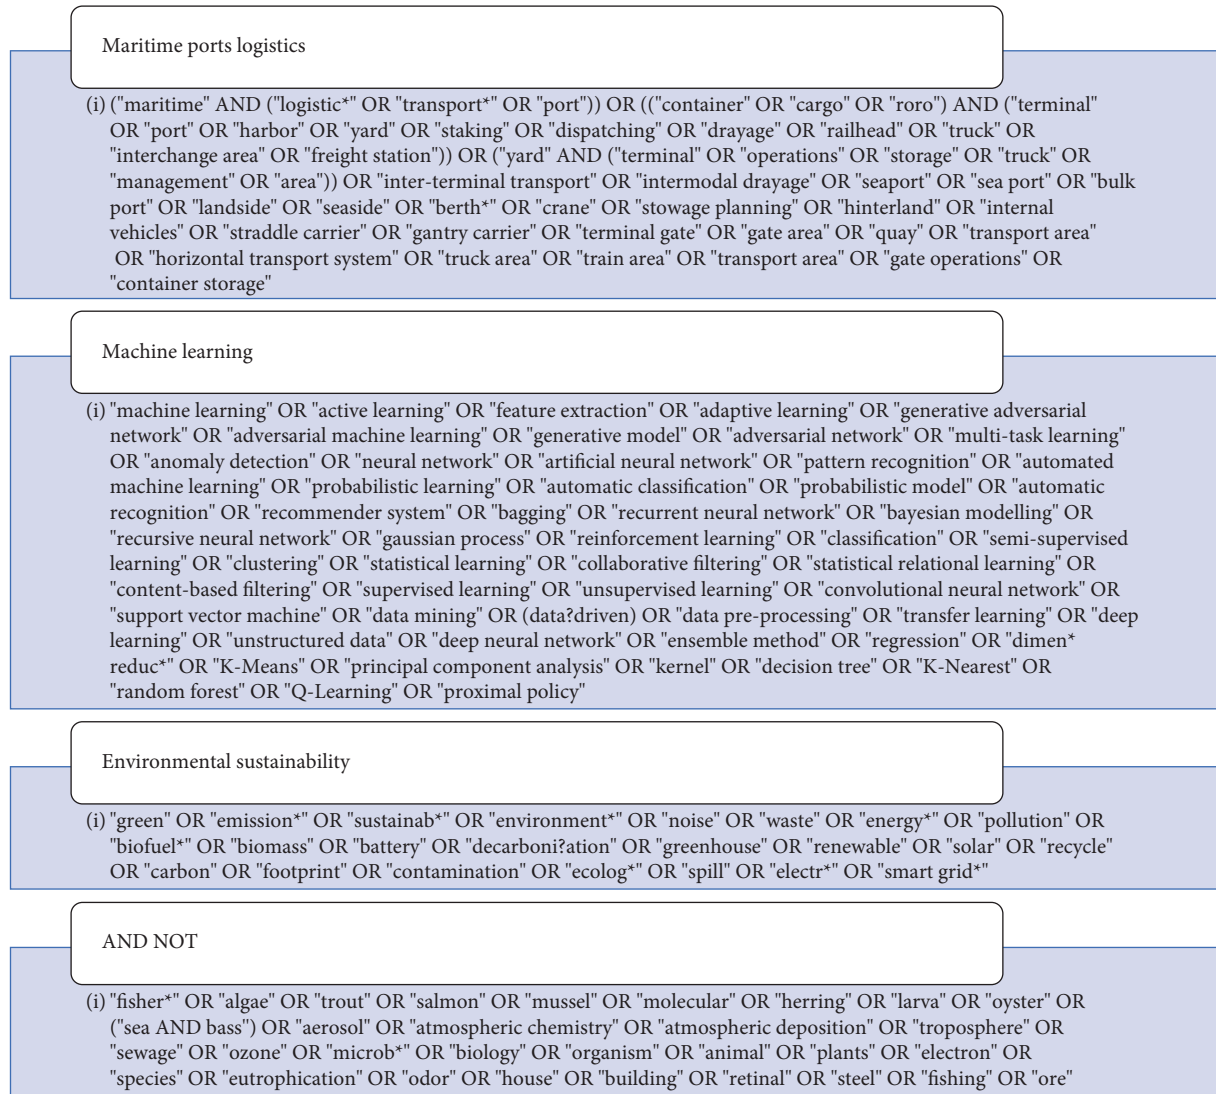 Maritime ports logistics
(i) ("maritime" AND ("logistic*" OR "transport*" OR "port")) OR (("container" OR "cargo" OR "roro") AND ("terminal"
OR "port" OR "harbor" OR "yard" OR "staking" OR "dispatching" OR "drayage" OR "railhead" OR "truck" OR
"interchange area" OR "freight station")) OR ("yard" AND ("terminal" OR "operations" OR "storage" OR "truck" OR
"management" OR "area")) OR "inter-terminal transport" OR "intermodal drayage" OR "seaport" OR "sea port" OR "bulk
port" OR "landside" OR "seaside" OR "berth*" OR "crane" OR "stowage planning" OR "hinterland" OR "internal
vehicles" OR "straddle carrier" OR "gantry carrier" OR "terminal gate" OR "gate area" OR "quay" OR "transport area"
OR "horizontal transport system" OR "truck area" OR "train area" OR "transport area" OR "gate operations" OR
"container storage"
Machine learning
(i) "machine learning" OR "active learning" OR "feature extraction" OR "adaptive learning" OR "generative adversarial
network" OR "adversarial machine learning" OR "generative model" OR "adversarial network" OR "multi-task learning"
OR "anomaly detection" OR "neural network" OR "artificial neural network" OR "pattern recognition" OR "automated
machine learning" OR "probabilistic learning" OR "automatic classification" OR "probabilistic model" OR "automatic
recognition" OR "recommender system" OR "bagging" OR "recurrent neural network" OR "bayesian modelling" OR
"recursive neural network" OR "gaussian process" OR "reinforcement learning" OR "classification" OR "semi-supervised
learning" OR "clustering" OR "statistical learning" OR "collaborative filtering" OR "statistical relational learning" OR
"content-based filtering" OR "supervised learning" OR "unsupervised learning" OR "convolutional neural network" OR
"support vector machine" OR "data mining" OR (data?driven) OR "data pre-processing" OR "transfer learning" OR "deep
learning" OR "unstructured data" OR "deep neural network" OR "ensemble method" OR "regression" OR "dimen*
reduc*" OR "K-Means" OR "principal component analysis" OR "kernel" OR "decision tree" OR "K-Nearest" OR
"random forest" OR "Q-Learning" OR "proximal policy"
Environmental sustainability
(i) "green" OR "emission*" OR "sustainab*" OR "environment*" OR "noise" OR "waste" OR "energy*" OR "pollution" OR
"biofuel*" OR "biomass" OR "battery" OR "decarboni?ation" OR "greenhouse" OR "renewable" OR "solar" OR "recycle"
OR "carbon" OR "footprint" OR "contamination" OR "ecolog*" OR "spill" OR "electr*" OR "smart grid*"
AND NOT
(i) "fisher*" OR "algae" OR "trout" OR "salmon" OR "mussel" OR "molecular" OR "herring" OR "larva" OR "oyster" OR
("sea AND bass") OR "aerosol" OR "atmospheric chemistry" OR "atmospheric deposition" OR "troposphere" OR
"sewage" OR "ozone" OR "microb*" OR "biology" OR "organism" OR "animal" OR "plants" OR "electron" OR
"species" OR "eutrophication" OR "odor" OR "house" OR "building" OR "retinal" OR "steel" OR "fishing" OR "ore"